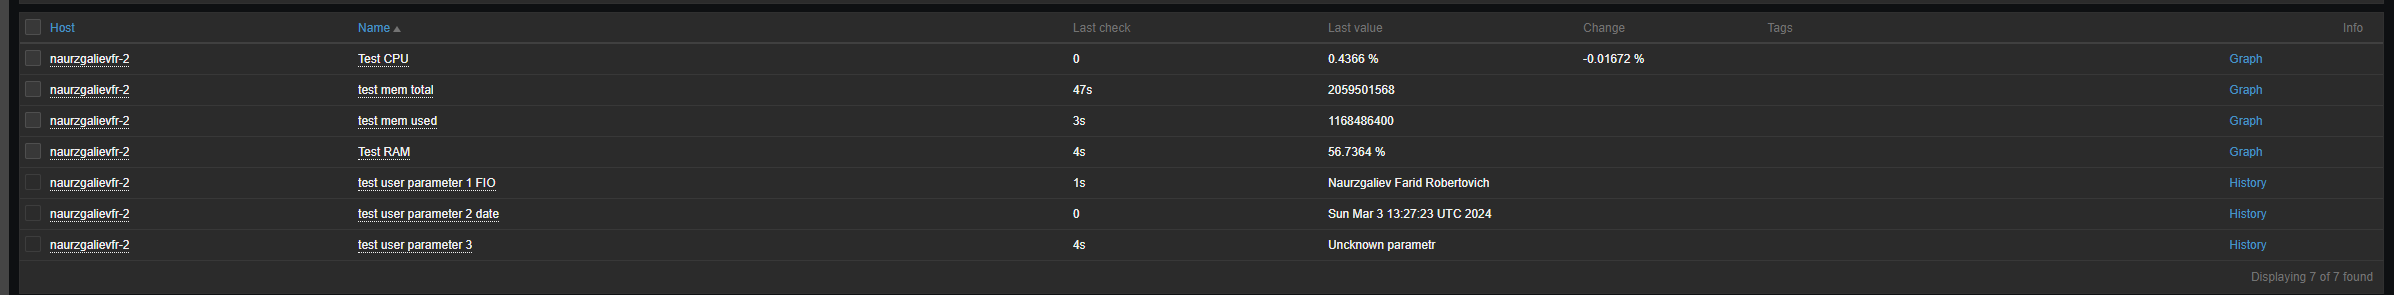 Host Name Last check Last value Change Tags Info
naurzgalievfr-2 Test CPU 0 0.4366 % -0.01672 % Graph
naurzgalievfr-2 test mem total 47s 2059501568 Graph
naurzgalievfr-2 test mem used 3s 1168486400 Graph
naurzgalievfr-2 Test RAM 4s 56.7364 % Graph
naurzgalievfr-2 test user parameter 1 FIO 1s Naurzgaliev Farid Robertovich History
naurzgalievfr-2 test user parameter 2 date 0 Sun Mar 3 13:27:23 UTC 2024 History
naurzgalievfr-2 test user parameter 3 4s Uncknown parametr History
Displaying 7 of 7 found